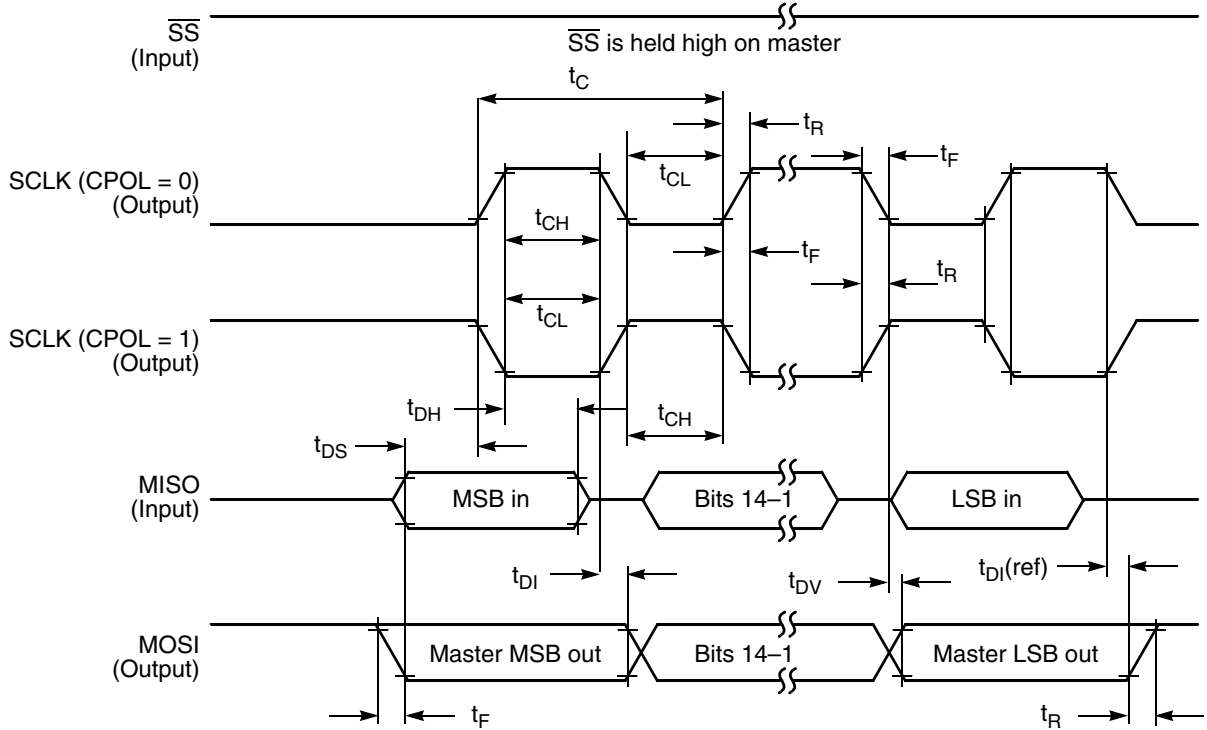 SS
(Input)
SS is held high on master
tC
tR
tF
tCL
SCLK (CPOL = 0)
(Output)
tCH
tF
tR
tCL
SCLK (CPOL = 1)
(Output)
tDH
tCH
tDS
MISO
(Input)
MSB in
Bits 14–1
LSB in
tDI
tDV
tDI(ref)
MOSI
(Output)
Master MSB out
Bits 14–1
Master LSB out
tF
tR